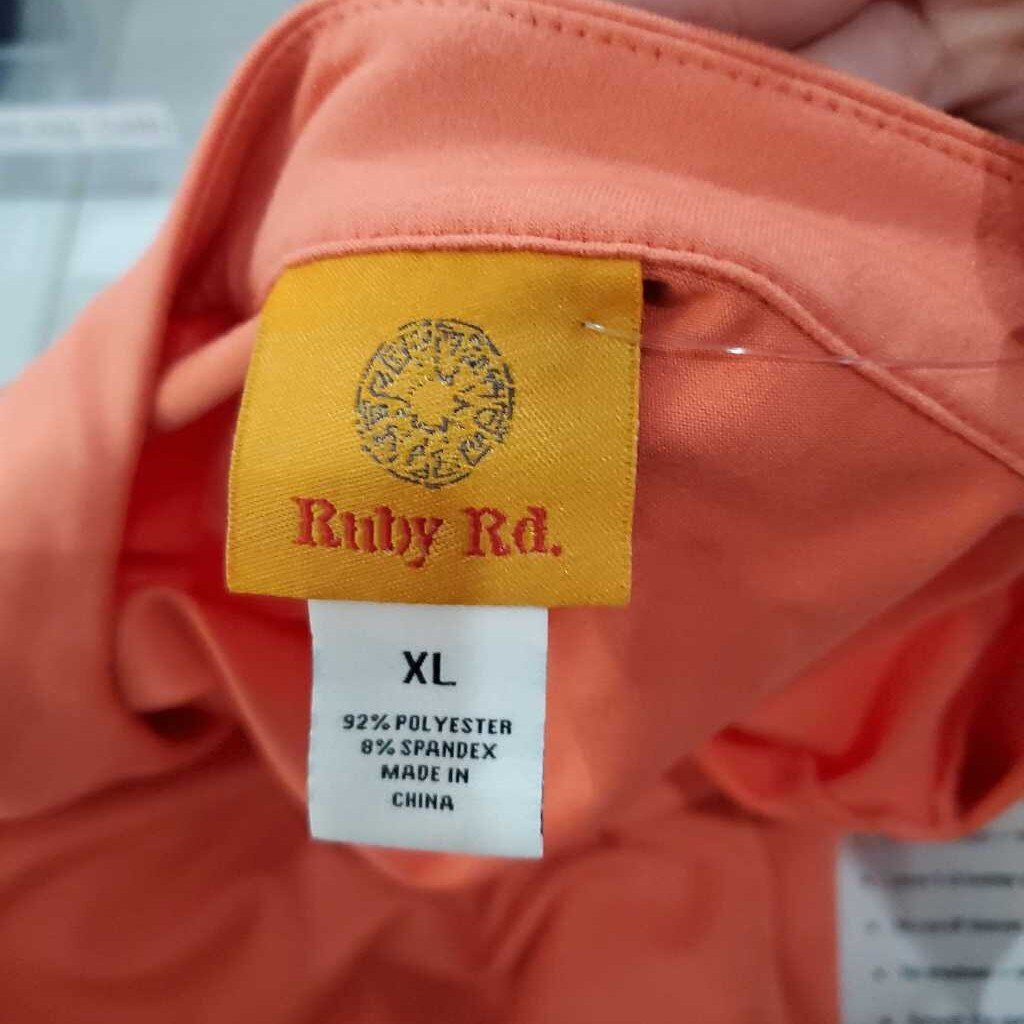 Ruby Rd.
XL
92% POLYESTER
8% SPANDEX
MADE IN
CHINA